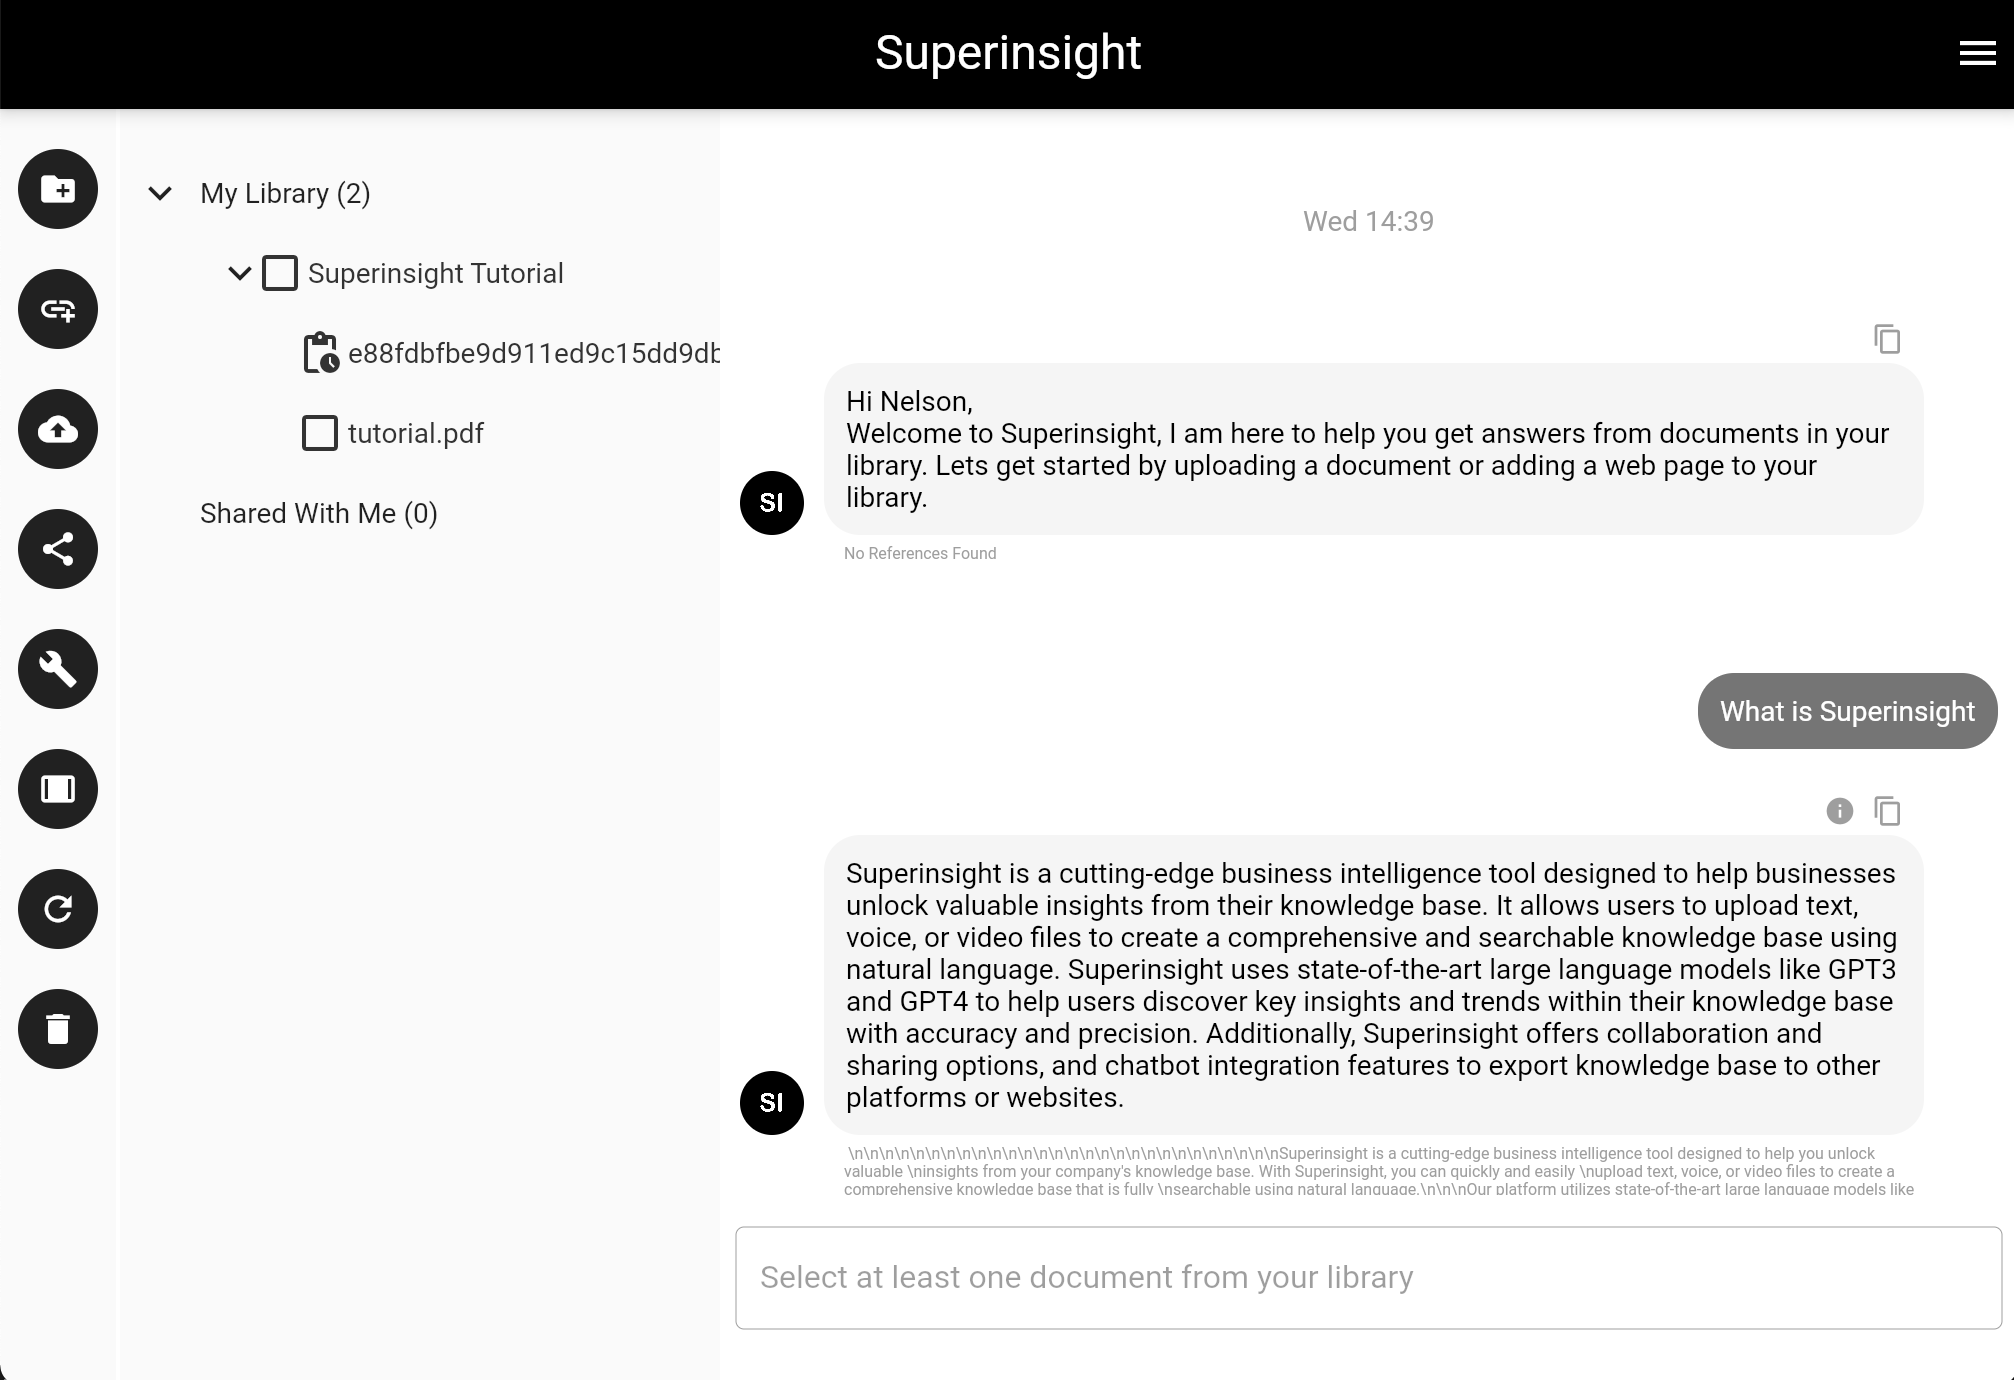 Superinsight
My Library (2)
Superinsight Tutorial
e88fdbfbe9d911ed9c15dd9db
tutorial.pdf
Shared With Me (0)
Wed 14:39
Hi Nelson,
Welcome to Superinsight, I am here to help you get answers from documents in your
library. Lets get started by uploading a document or adding a web page to your
library.
SI
No References Found
What is Superinsight
Superinsight is a cutting-edge business intelligence tool designed to help businesses
unlock valuable insights from their knowledge base. It allows users to upload text,
voice, or video files to create a comprehensive and searchable knowledge base using
natural language. Superinsight uses state-of-the-art large language models like GPT3
and GPT4 to help users discover key insights and trends within their knowledge base
with accuracy and precision. Additionally, Superinsight offers collaboration and
sharing options, and chatbot integration features to export knowledge base to other
platforms or websites.
SI
\n\n\n\n\n\n\n\n\n\n\n\n\n\n\n\n\n\n\n\n\n\n\n\n\n\n\n\nSuperinsight is a cutting-edge business intelligence tool designed to help you unlock
valuable \ninsights from your company's knowledge base. With Superinsight, you can quickly and easily \nupload text, voice, or video files to create a
comprehensive knowledge base that is fully \nsearchable using natural language.\n\n\nOur platform utilizes state-of-the-art large language models like
Select at least one document from your library